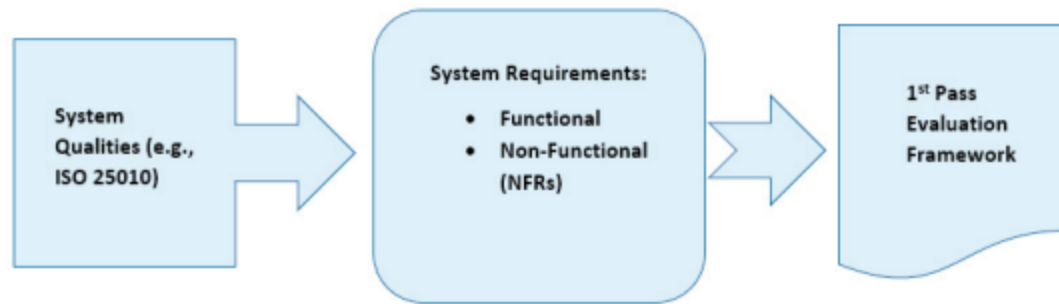 System
Qualities (e.g.,
ISO 25010)
System Requirements:
• Functional
• Non-Functional
(NFRs)
1st Pass
Evaluation
Framework